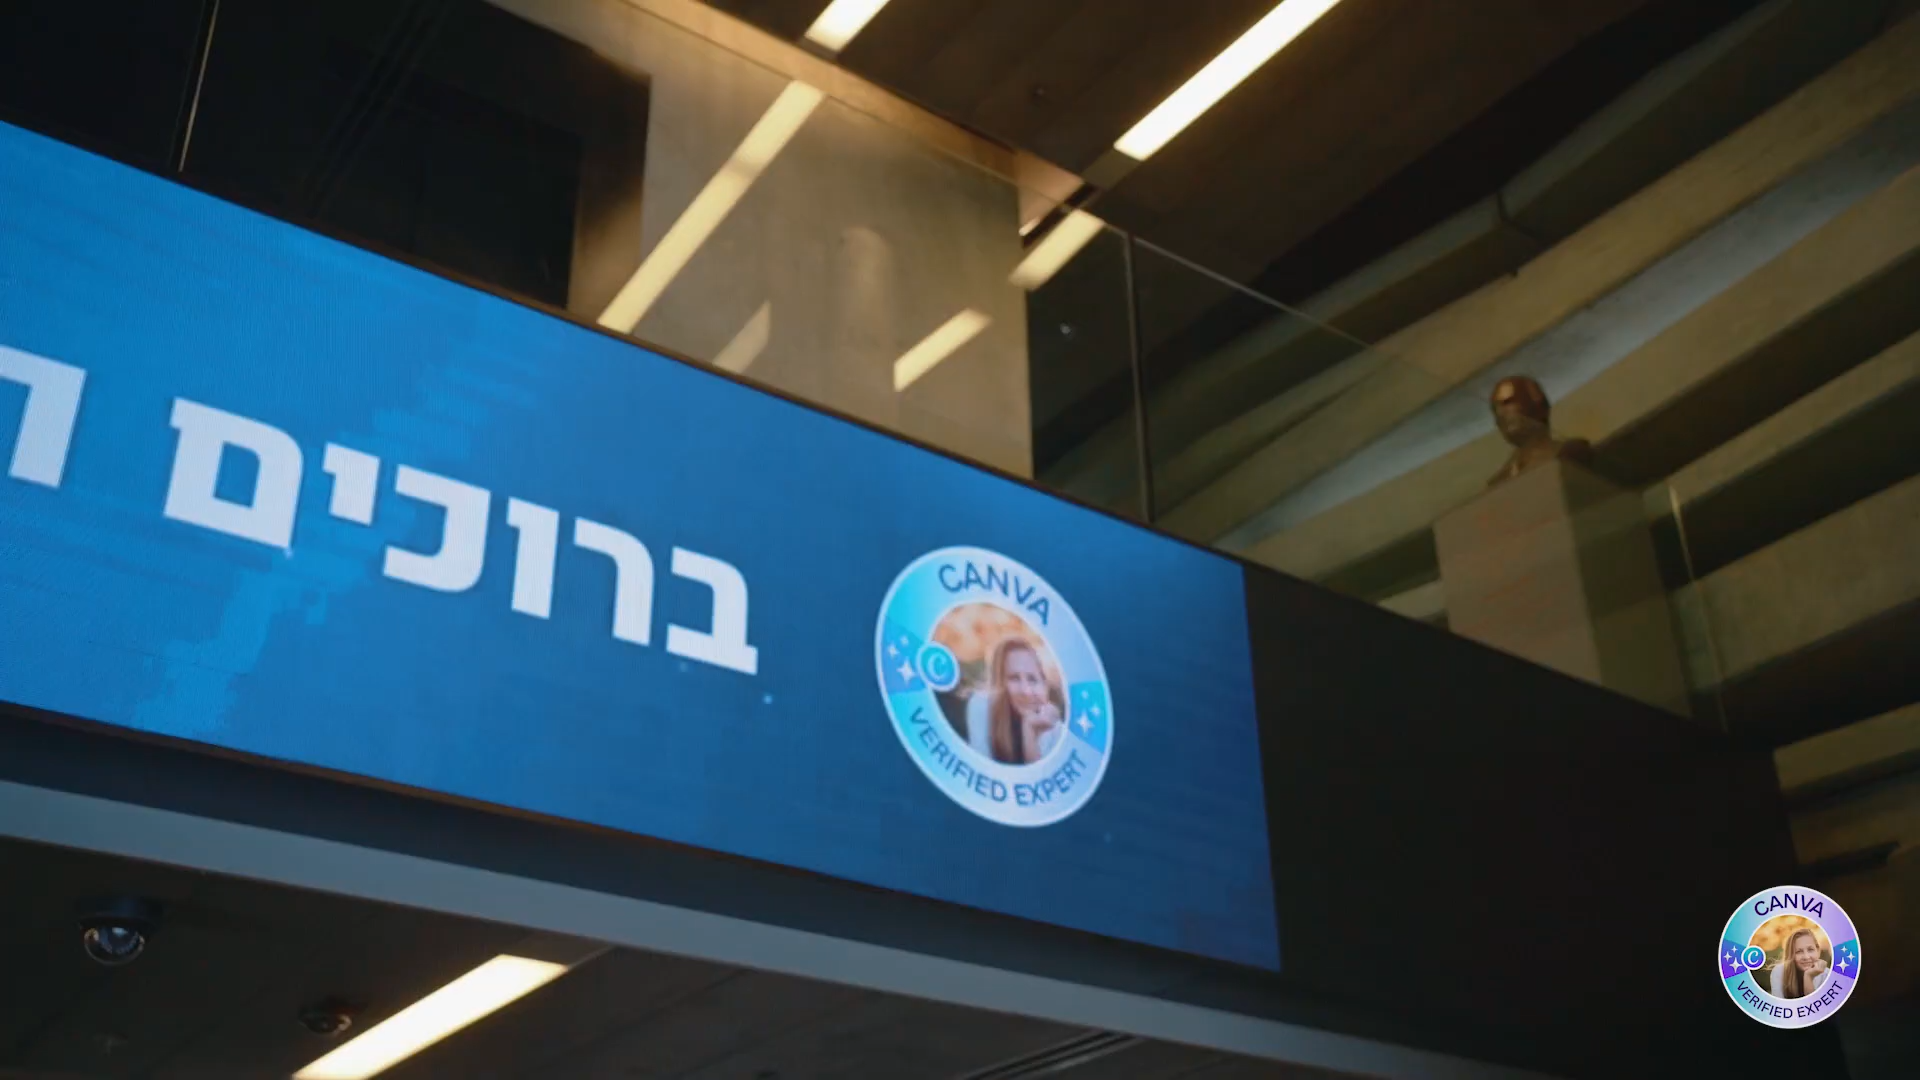 ברוכים
CANVA
VERIFIED EXPERT
CANVA
VERIFIED EXPERT